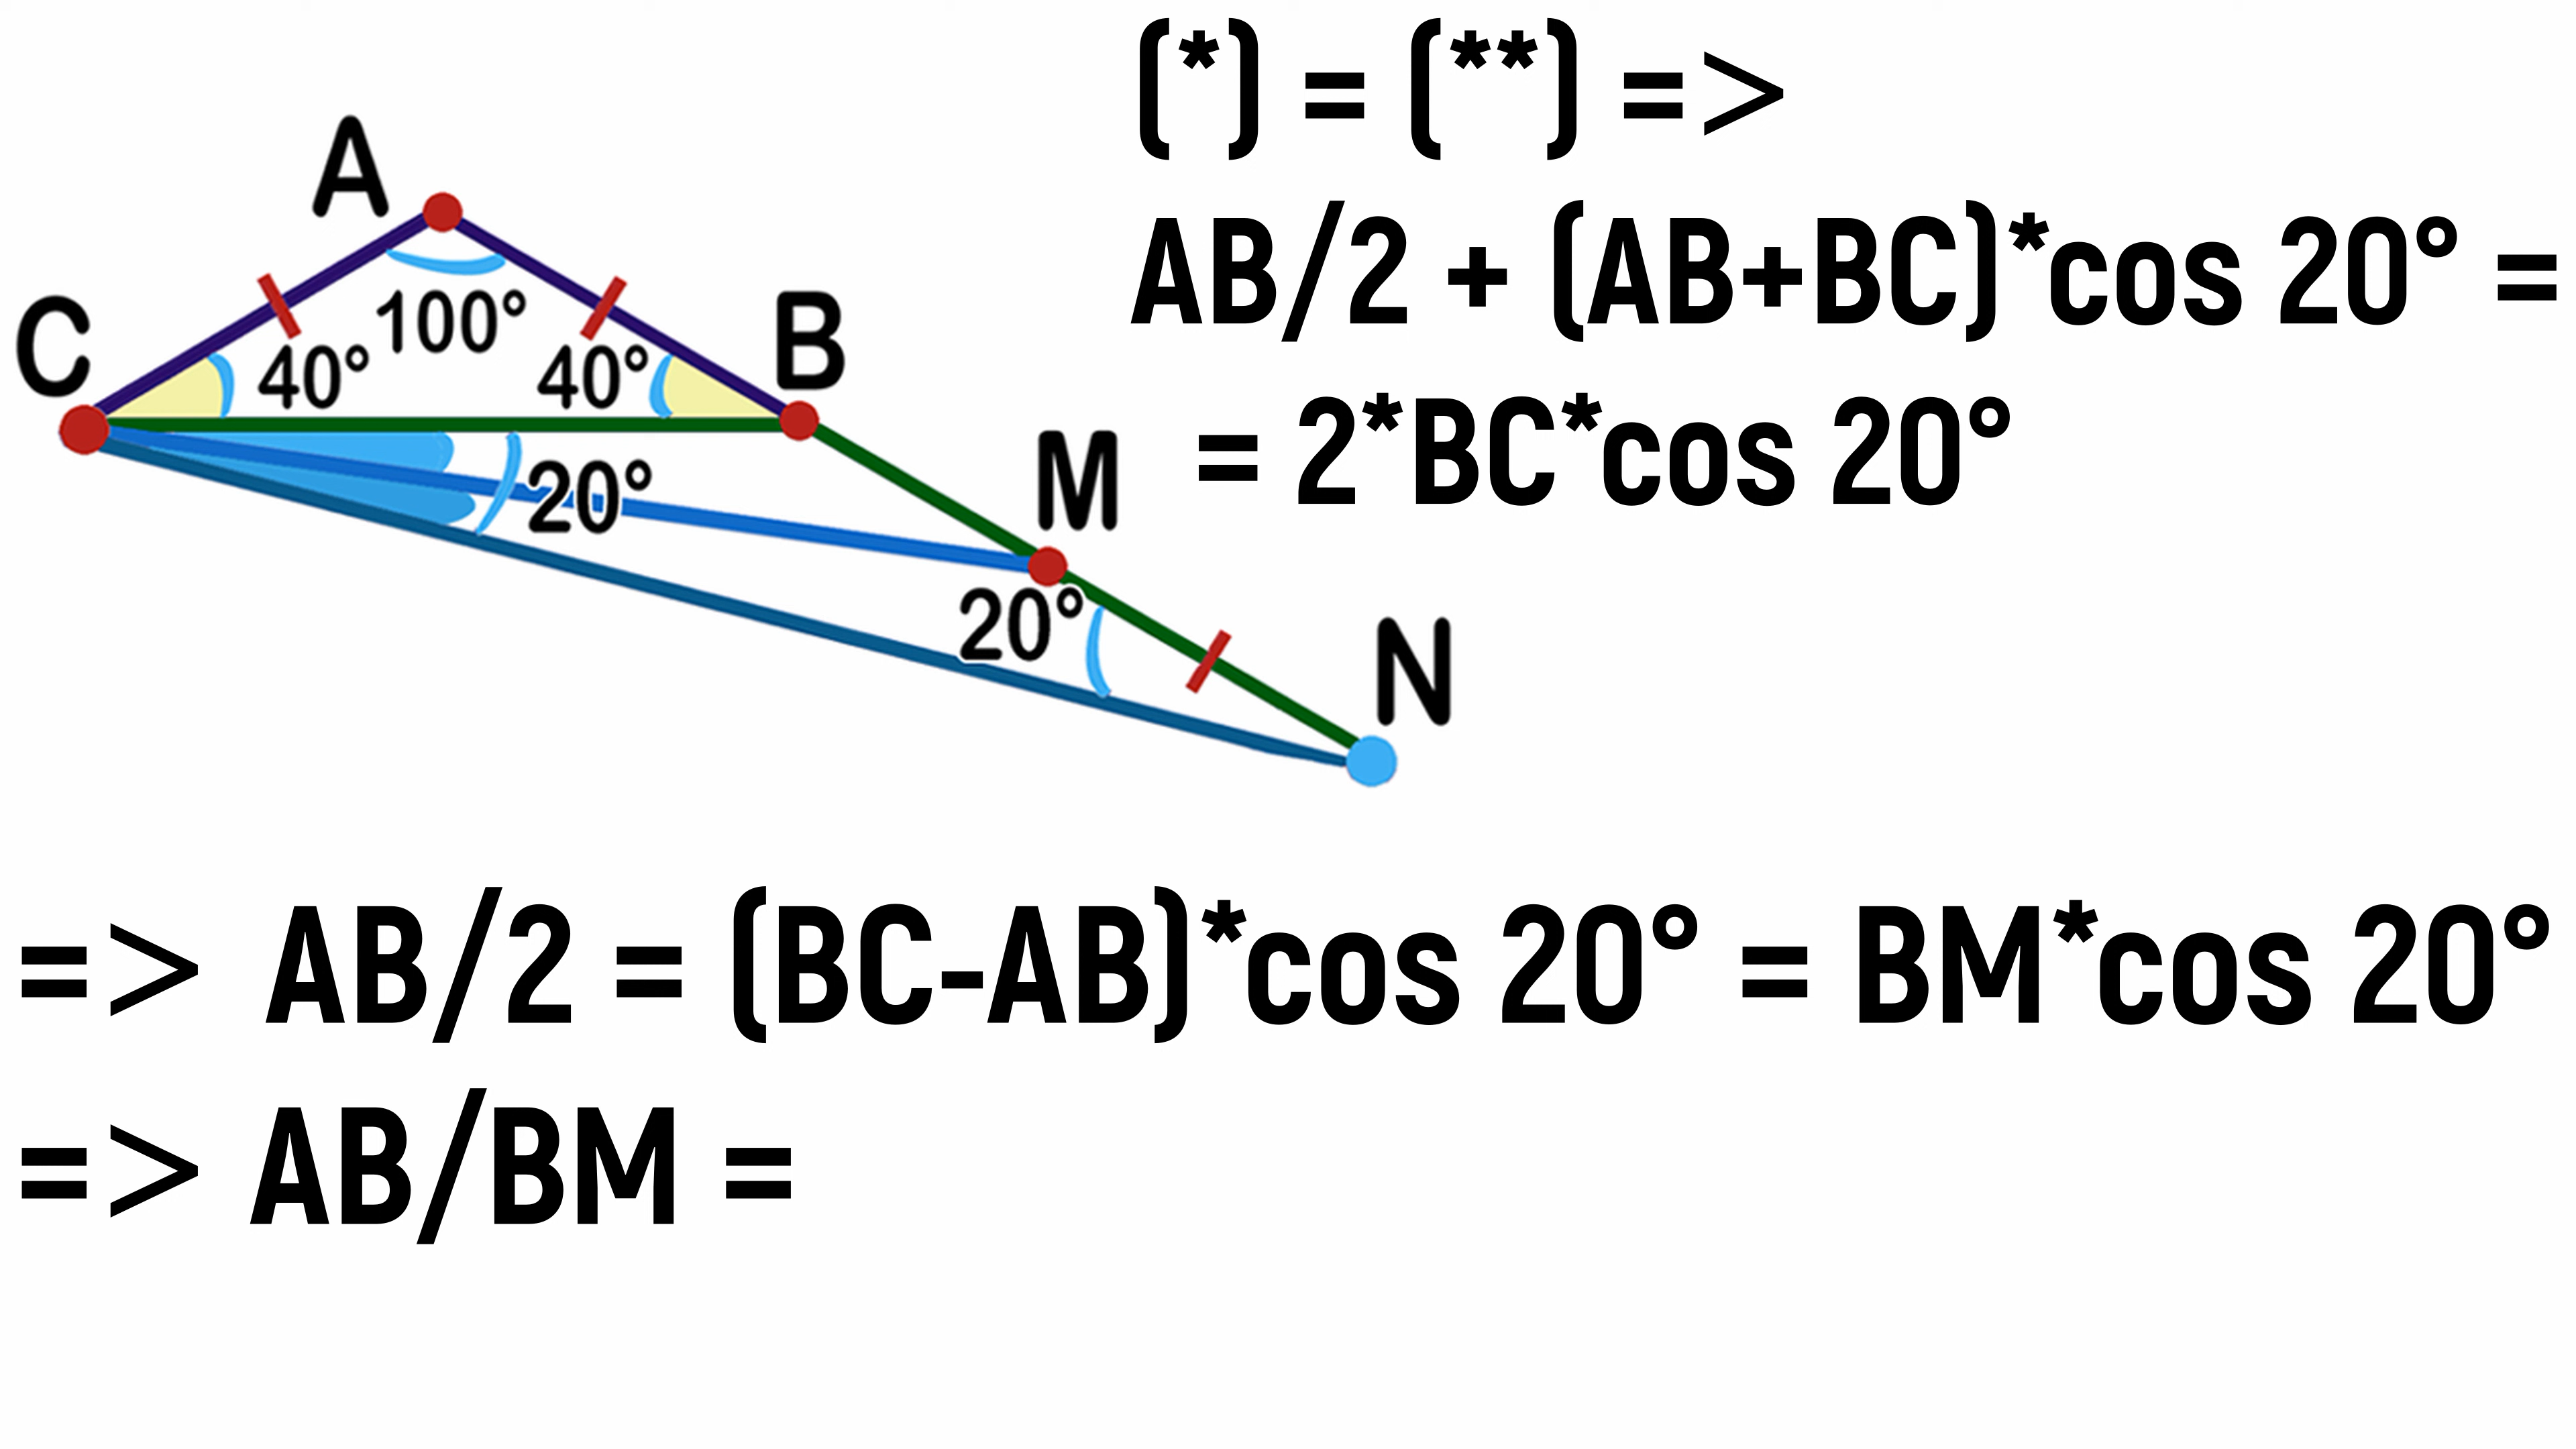 (*) = (**) =>
AB/2 + (AB+BC)*cos 20° =
= 2*BC*cos 20°
A
100°
C
40°
40°
B
20°
M
20°
N
=> AB/2 = (BC-AB)*cos 20° = BM*cos 20°
=> AB/BM =